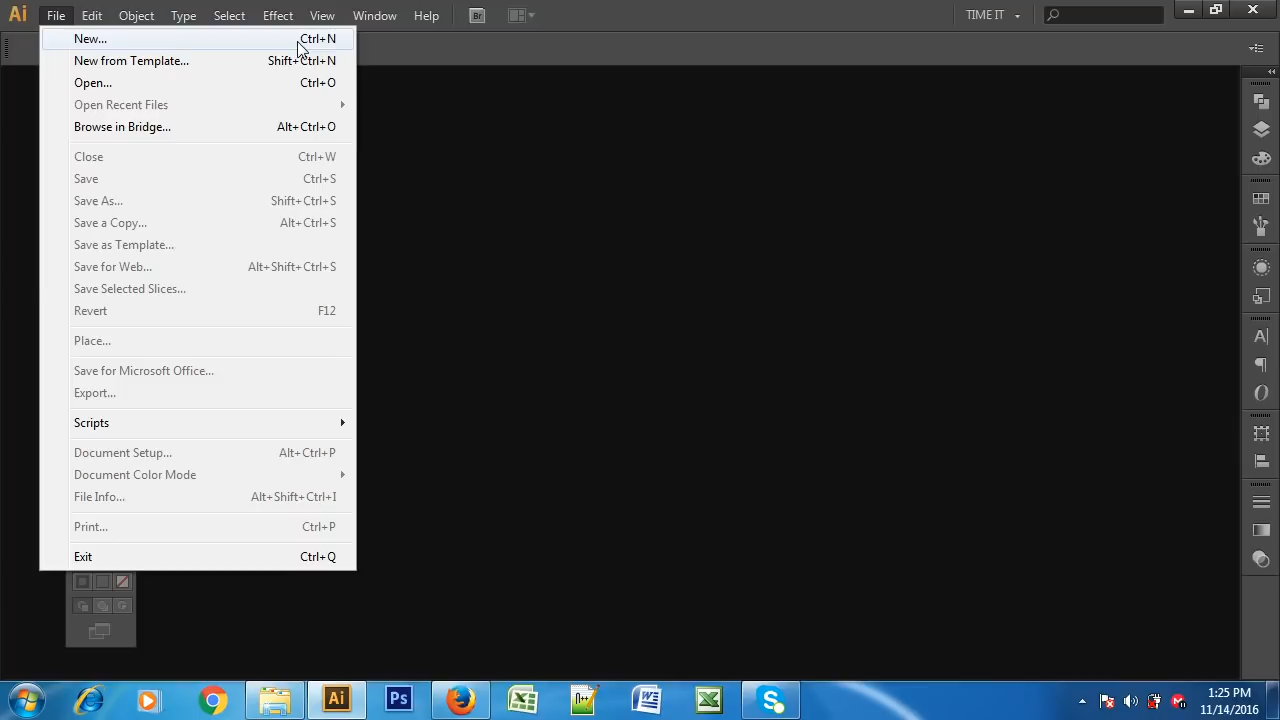 Ai File Edit Object Type Select Effect View Window Help Br TIME IT
New... Ctrl+N
New from Template... Shift+Ctrl+N
Open... Ctrl+O
Open Recent Files
Browse in Bridge... Alt+Ctrl+O
Close Ctrl+W
Save Ctrl+S
Save As... Shift+Ctrl+S
Save a Copy... Alt+Ctrl+S
Save as Template...
Save for Web... Alt+Shift+Ctrl+S
Save Selected Slices...
Revert F12
Place...
Save for Microsoft Office...
Export...
Scripts
Document Setup... Alt+Ctrl+P
Document Color Mode
File Info... Alt+Shift+Ctrl+I
Print... Ctrl+P
Exit Ctrl+Q
Ai Ps
1:25 PM
11/14/2016